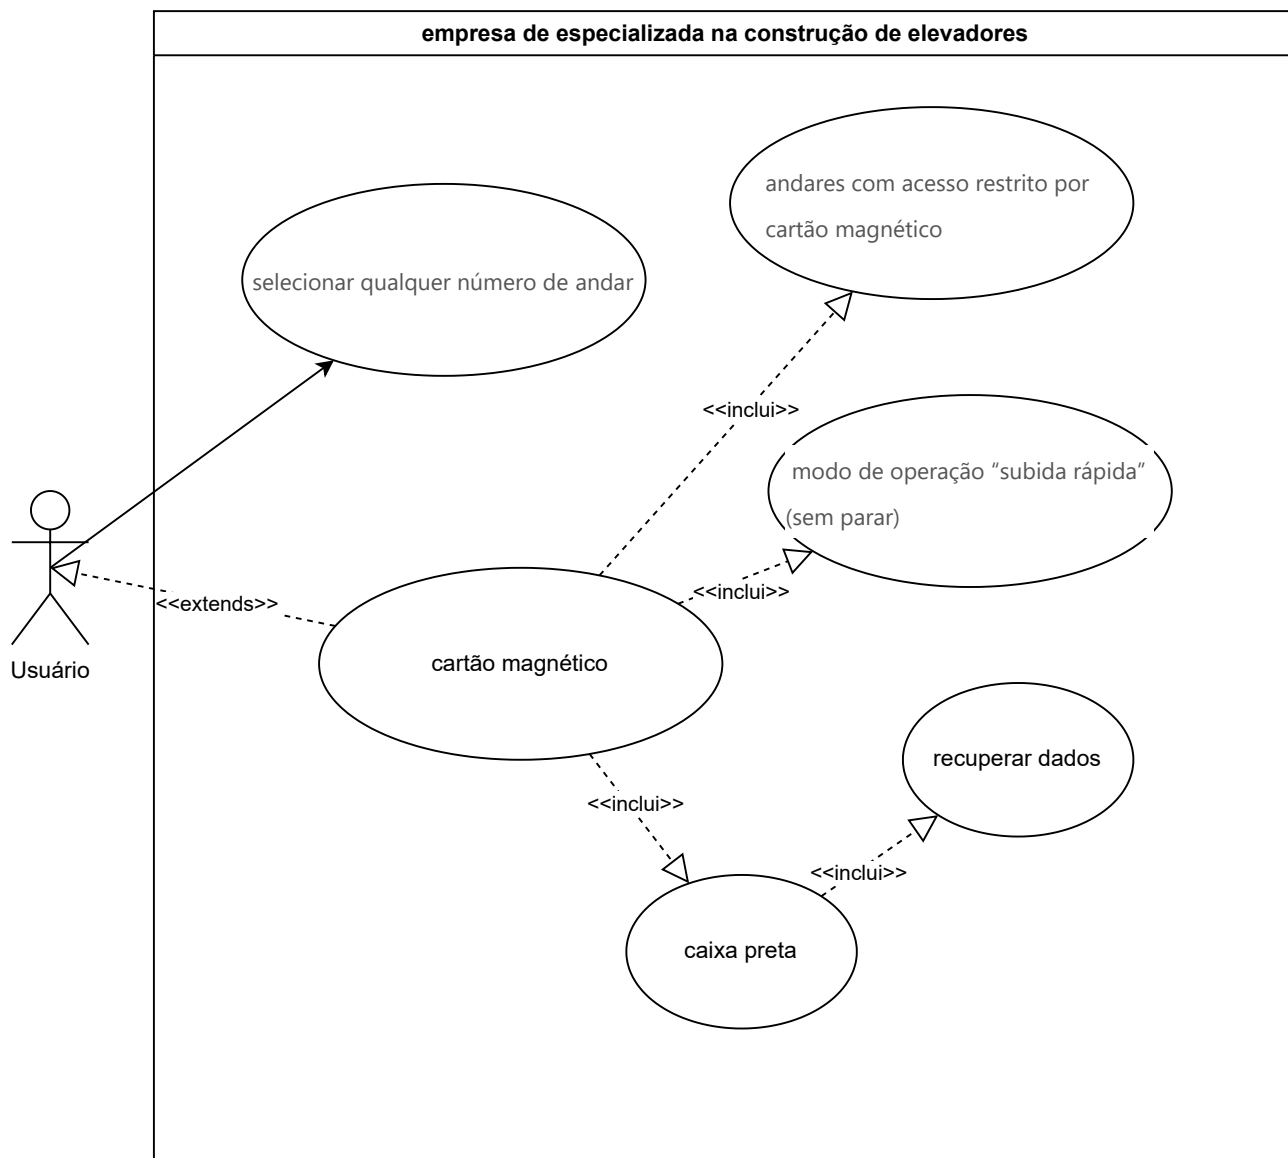 empresa de especializada na construção de elevadores
andares com acesso restrito por
cartão magnético
selecionar qualquer número de andar
<<inclui>>
modo de operação “subida rápida”
(sem parar)
<<inclui>>
<<extends>>
Usuário
cartão magnético
recuperar dados
<<inclui>>
<<inclui>>
caixa preta